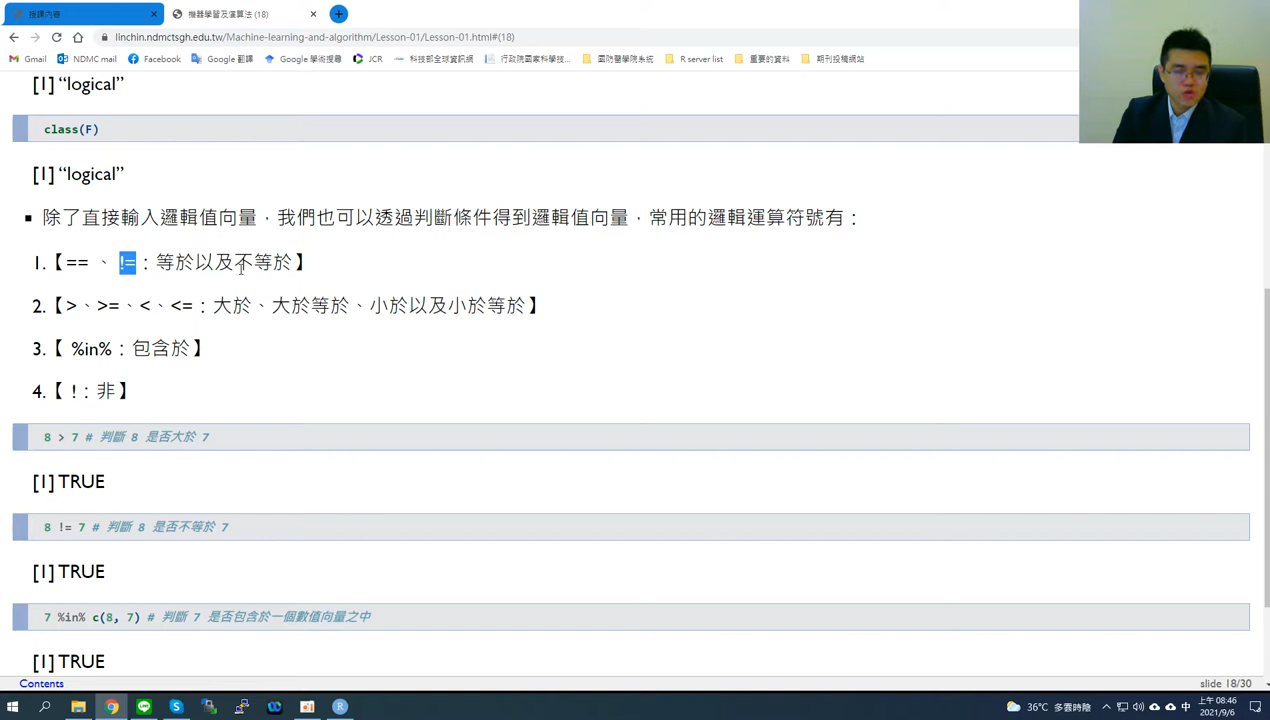 授課內容
機器學習及演算法 (18)
linchin.ndmctsgh.edu.tw/Machine-learning-and-algorithm/Lesson-01/Lesson-01.html#(18)
Gmail NDMC mail Facebook Google 翻譯 Google 學術搜尋 JCR 科技部全球資訊網 行政院國家科學技... 國防醫學院系統 R server list 重要的資料 期刊投稿網站
[1] “logical”
class(F)
[1] “logical”
除了直接輸入邏輯值向量，我們也可以透過判斷條件得到邏輯值向量，常用的邏輯運算符號有：
1.【== 、 !=：等於以及不等於】
2.【>、>=、<、<=：大於、大於等於、小於以及小於等於】
3.【 %in%：包含於】
4.【 !：非】
8 > 7 # 判斷 8 是否大於 7
[1] TRUE
8 != 7 # 判斷 8 是否不等於 7
[1] TRUE
7 %in% c(8, 7) # 判斷 7 是否包含於一個數值向量之中
[1] TRUE
Contents
slide 18/30
36°C 多雲時陰
中
上午 08:46
2021/9/6